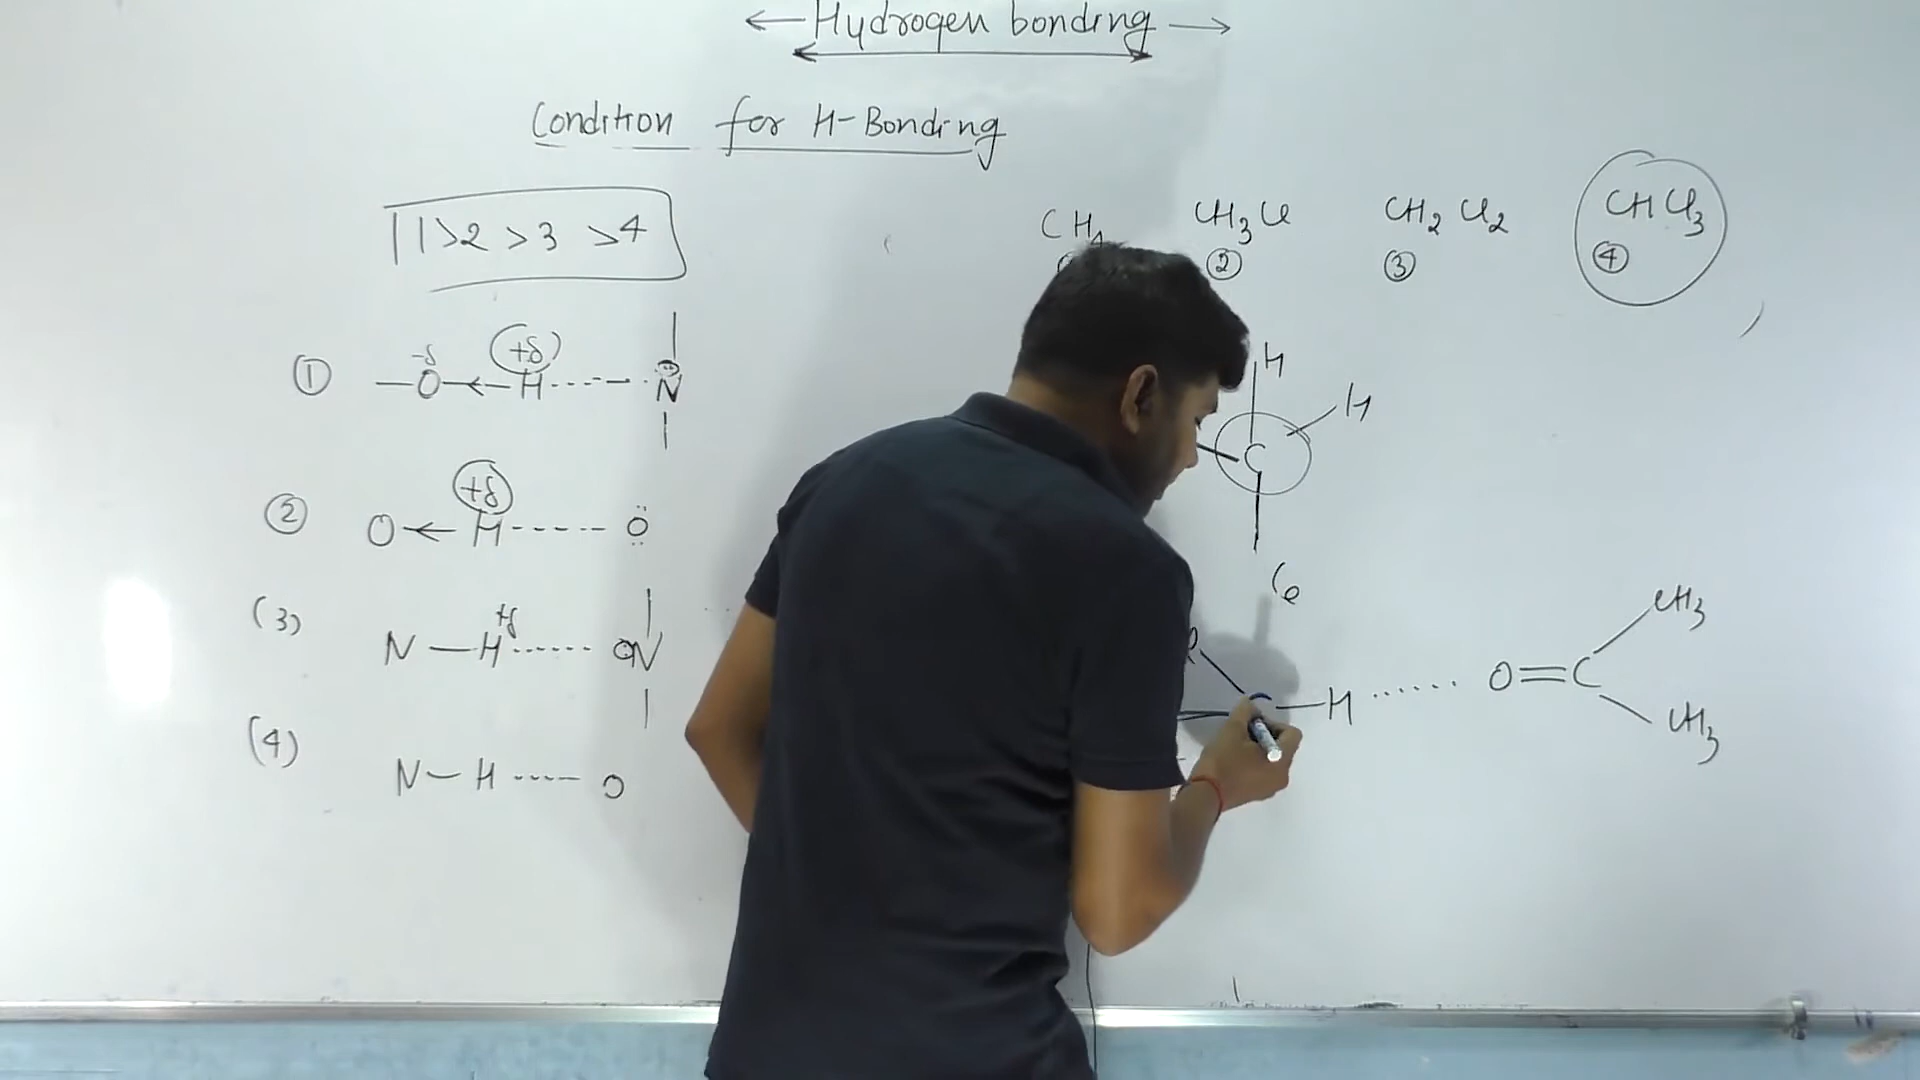 ← Hydrogen bonding →
Condition for H-Bonding
1>2>3>4
① —O←H ------ N
-δ +δ
② O←H ------ O
+δ
(3) N—H ...... N
+δ
(4) N—H ----- O
CH4 CH3Cl CH2Cl2 CHCl3
② ③ ④
H
H
C
Cl
H ...... O=C
CH3
CH3